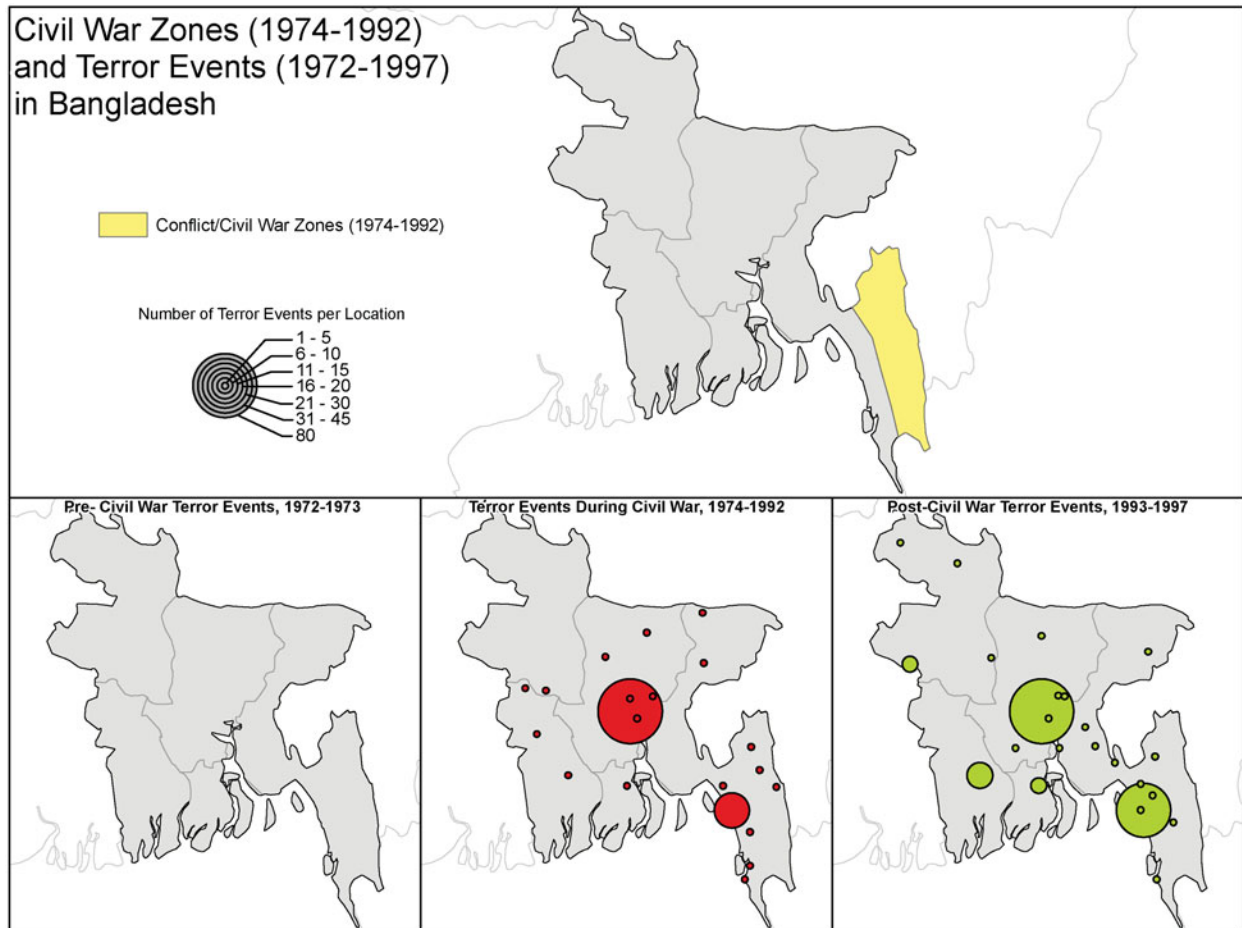 Civil War Zones (1974-1992)
and Terror Events (1972-1997)
in Bangladesh
Conflict/Civil War Zones (1974-1992)
Number of Terror Events per Location
1 - 5
6 - 10
11 - 15
16 - 20
21 - 30
31 - 45
80
Pre- Civil War Terror Events, 1972-1973
Terror Events During Civil War, 1974-1992
Post-Civil War Terror Events, 1993-1997